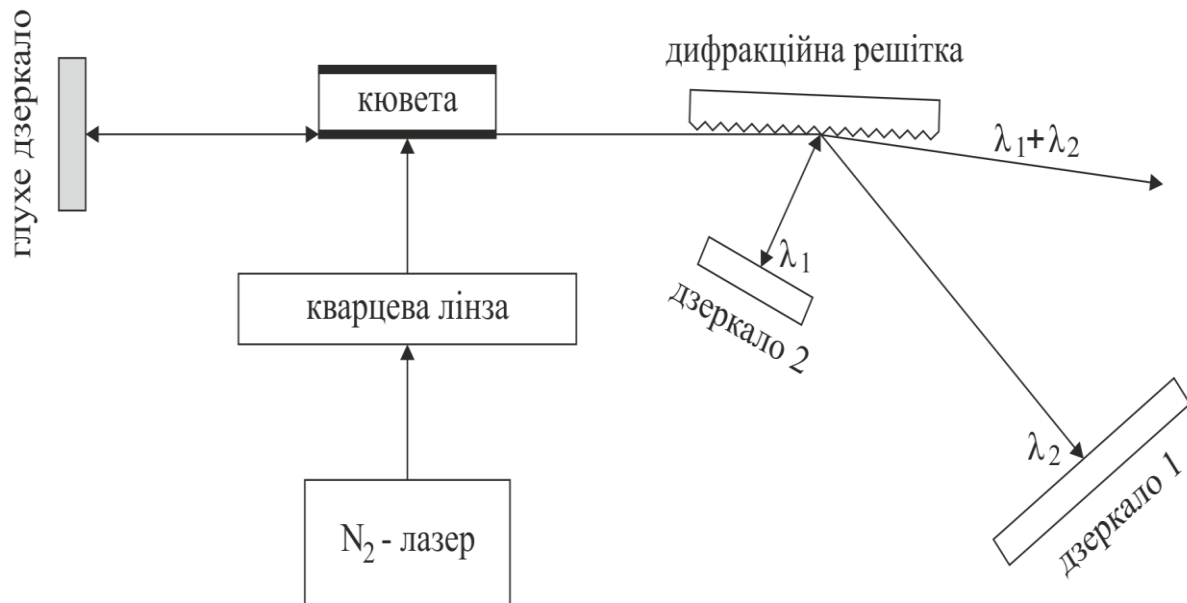 глухе дзеркало
кювета
дифракційна решітка
λ₁+λ₂
λ₁
дзеркало 2
кварцева лінза
λ₂
дзеркало 1
N₂ - лазер